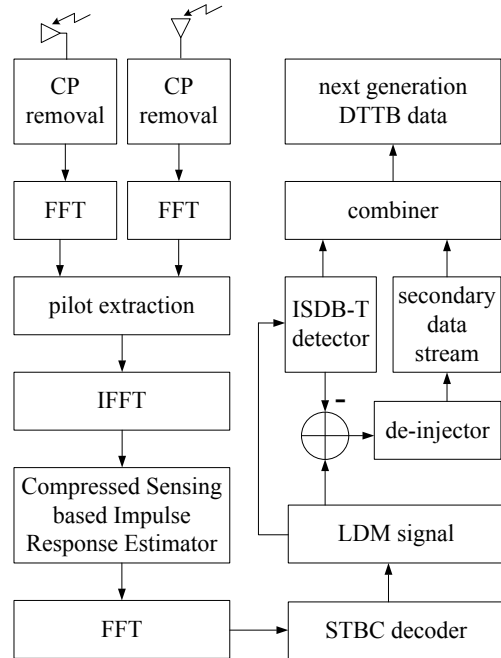 CP
removal
CP
removal
FFT
FFT
pilot extraction
IFFT
Compressed Sensing
based Impulse
Response Estimator
FFT
next generation
DTTB data
combiner
ISDB-T
detector
secondary
data
stream
-
de-injector
LDM signal
STBC decoder